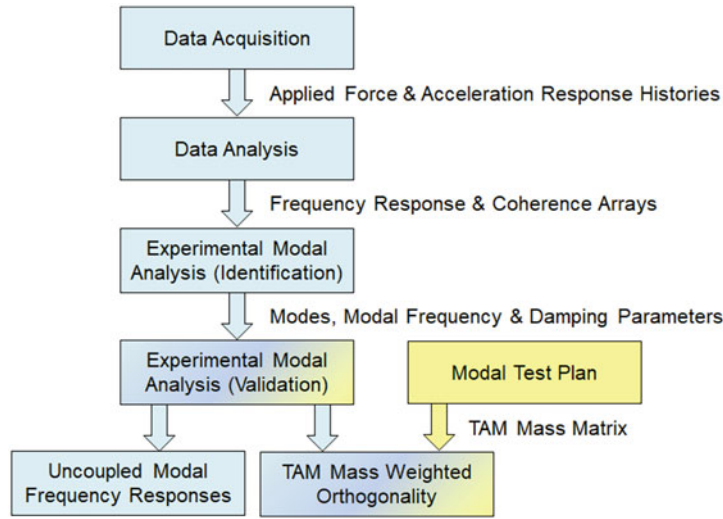 Data Acquisition
Applied Force & Acceleration Response Histories
Data Analysis
Frequency Response & Coherence Arrays
Experimental Modal
Analysis (Identification)
Modes, Modal Frequency & Damping Parameters
Experimental Modal
Analysis (Validation)
Modal Test Plan
TAM Mass Matrix
Uncoupled Modal
Frequency Responses
TAM Mass Weighted
Orthogonality